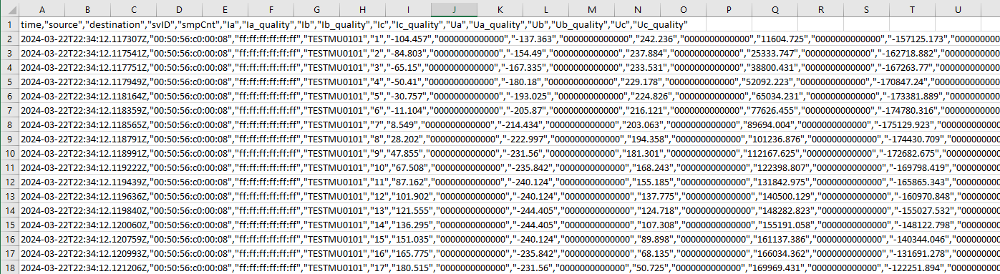 A B C D E F G H I J K L M N O P Q R S T U
1 time,"source","destination","svID","smpCnt","Ia","Ia_quality","Ib","Ib_quality","Ic","Ic_quality","Ua","Ua_quality","Ub","Ub_quality","Uc","Uc_quality"
2 2024-03-22T22:34:12.117307Z,"00:50:56:c0:00:08","ff:ff:ff:ff:ff:ff","TESTMU0101","1","-104.457","0000000000000","-137.363","0000000000000","242.236","0000000000000","11604.725","0000000000000","-157125.173","0000000
3 2024-03-22T22:34:12.117541Z,"00:50:56:c0:00:08","ff:ff:ff:ff:ff:ff","TESTMU0101","2","-84.803","0000000000000","-154.49","0000000000000","237.884","0000000000000","25333.747","0000000000000","-162718.882","0000000
4 2024-03-22T22:34:12.117751Z,"00:50:56:c0:00:08","ff:ff:ff:ff:ff:ff","TESTMU0101","3","-65.15","0000000000000","-167.335","0000000000000","233.531","0000000000000","38800.431","0000000000000","-167263.77","00000000
5 2024-03-22T22:34:12.117949Z,"00:50:56:c0:00:08","ff:ff:ff:ff:ff:ff","TESTMU0101","4","-50.41","0000000000000","-180.18","0000000000000","229.178","0000000000000","52092.223","0000000000000","-170847.24","000000000
6 2024-03-22T22:34:12.118164Z,"00:50:56:c0:00:08","ff:ff:ff:ff:ff:ff","TESTMU0101","5","-30.757","0000000000000","-193.025","0000000000000","224.826","0000000000000","65034.231","0000000000000","-173381.889","0000000
7 2024-03-22T22:34:12.118359Z,"00:50:56:c0:00:08","ff:ff:ff:ff:ff:ff","TESTMU0101","6","-11.104","0000000000000","-205.87","0000000000000","216.121","0000000000000","77626.455","0000000000000","-174780.316","00000000
8 2024-03-22T22:34:12.118565Z,"00:50:56:c0:00:08","ff:ff:ff:ff:ff:ff","TESTMU0101","7","8.549","0000000000000","-214.434","0000000000000","203.063","0000000000000","89694.004","0000000000000","-175129.923","00000000
9 2024-03-22T22:34:12.118791Z,"00:50:56:c0:00:08","ff:ff:ff:ff:ff:ff","TESTMU0101","8","28.202","0000000000000","-222.997","0000000000000","194.358","0000000000000","101236.876","0000000000000","-174430.709","000000
10 2024-03-22T22:34:12.118991Z,"00:50:56:c0:00:08","ff:ff:ff:ff:ff:ff","TESTMU0101","9","47.855","0000000000000","-231.56","0000000000000","181.301","0000000000000","112167.625","0000000000000","-172682.675","0000000
11 2024-03-22T22:34:12.119222Z,"00:50:56:c0:00:08","ff:ff:ff:ff:ff:ff","TESTMU0101","10","67.508","0000000000000","-235.842","0000000000000","168.243","0000000000000","122398.807","0000000000000","-169798.419","00000
12 2024-03-22T22:34:12.119439Z,"00:50:56:c0:00:08","ff:ff:ff:ff:ff:ff","TESTMU0101","11","87.162","0000000000000","-240.124","0000000000000","155.185","0000000000000","131842.975","0000000000000","-165865.343","00000
13 2024-03-22T22:34:12.119636Z,"00:50:56:c0:00:08","ff:ff:ff:ff:ff:ff","TESTMU0101","12","101.902","0000000000000","-240.124","0000000000000","137.775","0000000000000","140500.129","0000000000000","-160970.848","0000
14 2024-03-22T22:34:12.119840Z,"00:50:56:c0:00:08","ff:ff:ff:ff:ff:ff","TESTMU0101","13","121.555","0000000000000","-244.405","0000000000000","124.718","0000000000000","148282.823","0000000000000","-155027.532","0000
15 2024-03-22T22:34:12.120060Z,"00:50:56:c0:00:08","ff:ff:ff:ff:ff:ff","TESTMU0101","14","136.295","0000000000000","-244.405","0000000000000","107.308","0000000000000","155191.058","0000000000000","-148122.798","0000
16 2024-03-22T22:34:12.120759Z,"00:50:56:c0:00:08","ff:ff:ff:ff:ff:ff","TESTMU0101","15","151.035","0000000000000","-240.124","0000000000000","89.898","0000000000000","161137.386","0000000000000","-140344.046","00000
17 2024-03-22T22:34:12.120993Z,"00:50:56:c0:00:08","ff:ff:ff:ff:ff:ff","TESTMU0101","16","165.775","0000000000000","-235.842","0000000000000","68.135","0000000000000","166034.362","0000000000000","-131691.278","00000
18 2024-03-22T22:34:12.121206Z,"00:50:56:c0:00:08","ff:ff:ff:ff:ff:ff","TESTMU0101","17","180.515","0000000000000","-231.56","0000000000000","50.725","0000000000000","169969.431","0000000000000","-122251.894","000000